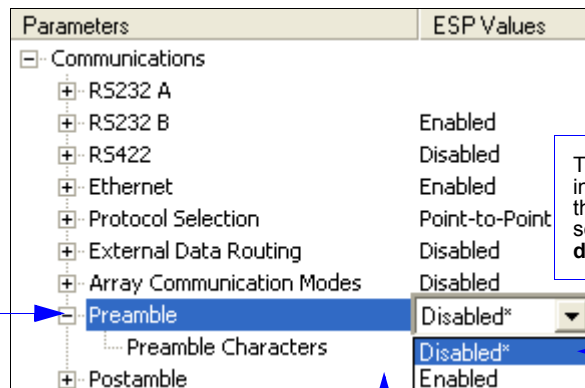 Parameters ESP Values
Communications
RS232 A
RS232 B Enabled
RS422 Disabled
Ethernet Enabled
Protocol Selection Point-to-Point
External Data Routing Disabled
Array Communication Modes Disabled
Preamble Disabled*
Preamble Characters Disabled*
Postamble Enabled